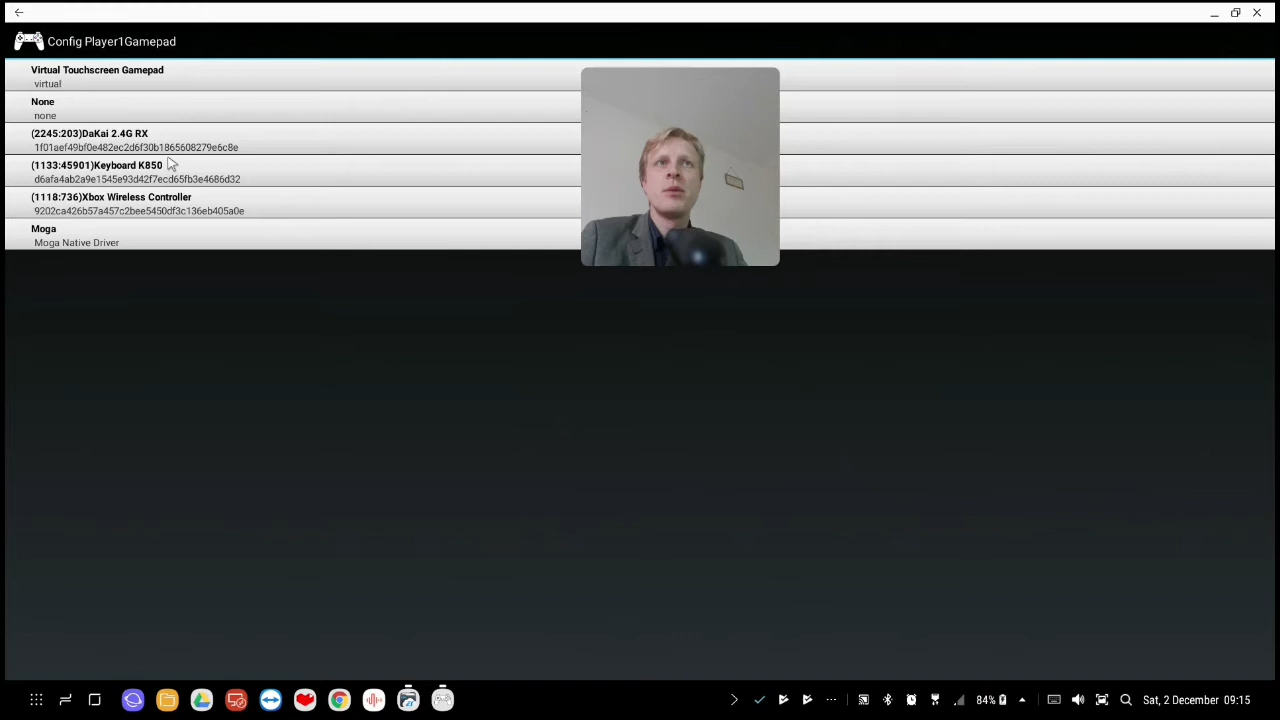 Config Player1Gamepad
Virtual Touchscreen Gamepad
virtual
None
none
(2245:203)DaKai 2.4G RX
1f01aef49bf0e482ec2d6f30b1865608279e6c8e
(1133:45901)Keyboard K850
d6afa4ab2a9e1545e93d42f7ecd65fb3e4686d32
(1118:736)Xbox Wireless Controller
9202ca426b57a457c2bee5450df3c136eb405a0e
Moga
Moga Native Driver
84% Sat, 2 December 09:15